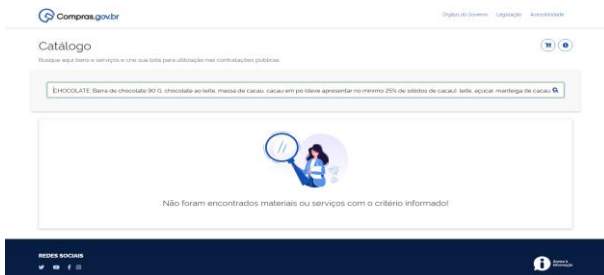 Compras.gov.br
Órgãos do Governo Legislação Acessibilidade
Catálogo
Busque aqui bens e serviços e crie sua lista para utilização nas contratações públicas.
CHOCOLATE: Barra de chocolate 90 G, chocolate ao leite, massa de cacau, cacau em pó (deve apresentar no mínimo 25% de sólidos de cacau), leite, açúcar, manteiga de cacau,
Não foram encontrados materiais ou serviços com o critério informado!
REDES SOCIAIS
Acesso à
Informação